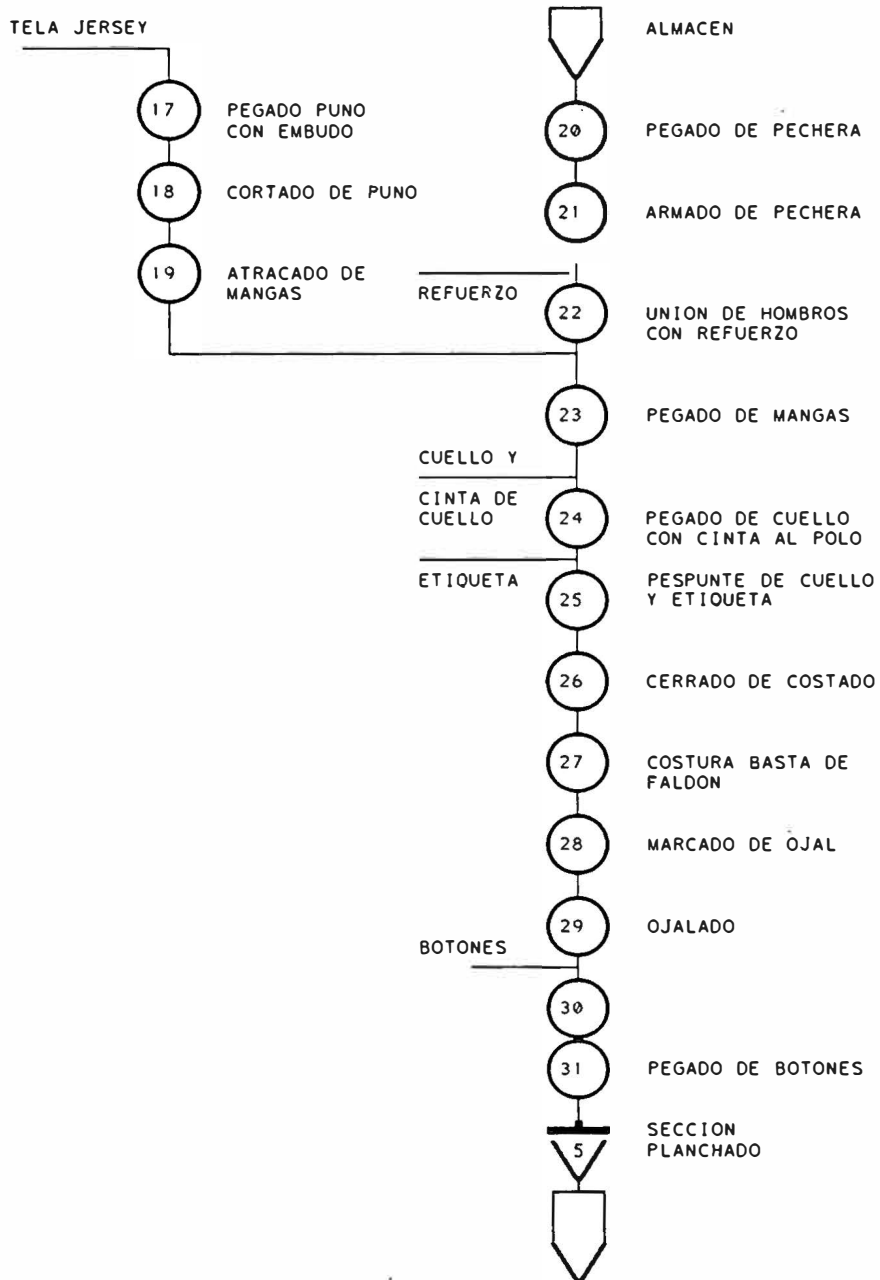 TELA JERSEY
17
PEGADO PUNO
CON EMBUDO
18
CORTADO DE PUNO
19
ATRACADO DE
MANGAS
ALMACEN
20
PEGADO DE PECHERA
21
ARMADO DE PECHERA
REFUERZO
22
UNION DE HOMBROS
CON REFUERZO
23
PEGADO DE MANGAS
CUELLO Y
CINTA DE
CUELLO
24
PEGADO DE CUELLO
CON CINTA AL POLO
ETIQUETA
25
PESPUNTE DE CUELLO
Y ETIQUETA
26
CERRADO DE COSTADO
27
COSTURA BASTA DE
FALDON
28
MARCADO DE OJAL
29
OJALADO
BOTONES
30
31
PEGADO DE BOTONES
5
SECCION
PLANCHADO